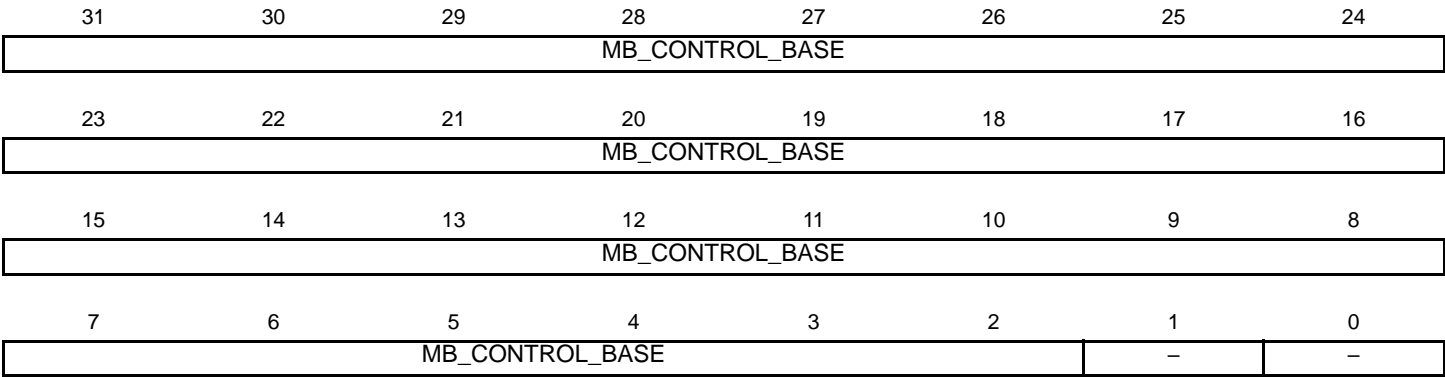 31 30 29 28 27 26 25 24
MB_CONTROL_BASE
23 22 21 20 19 18 17 16
MB_CONTROL_BASE
15 14 13 12 11 10 9 8
MB_CONTROL_BASE
7 6 5 4 3 2 1 0
MB_CONTROL_BASE – –